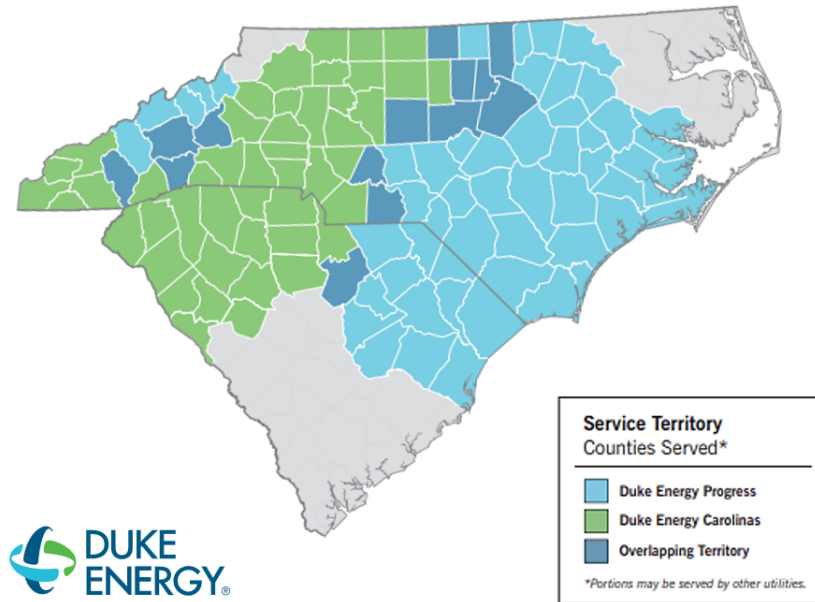 Service Territory
Counties Served*
Duke Energy Progress
Duke Energy Carolinas
Overlapping Territory
*Portions may be served by other utilities.
DUKE
ENERGY®